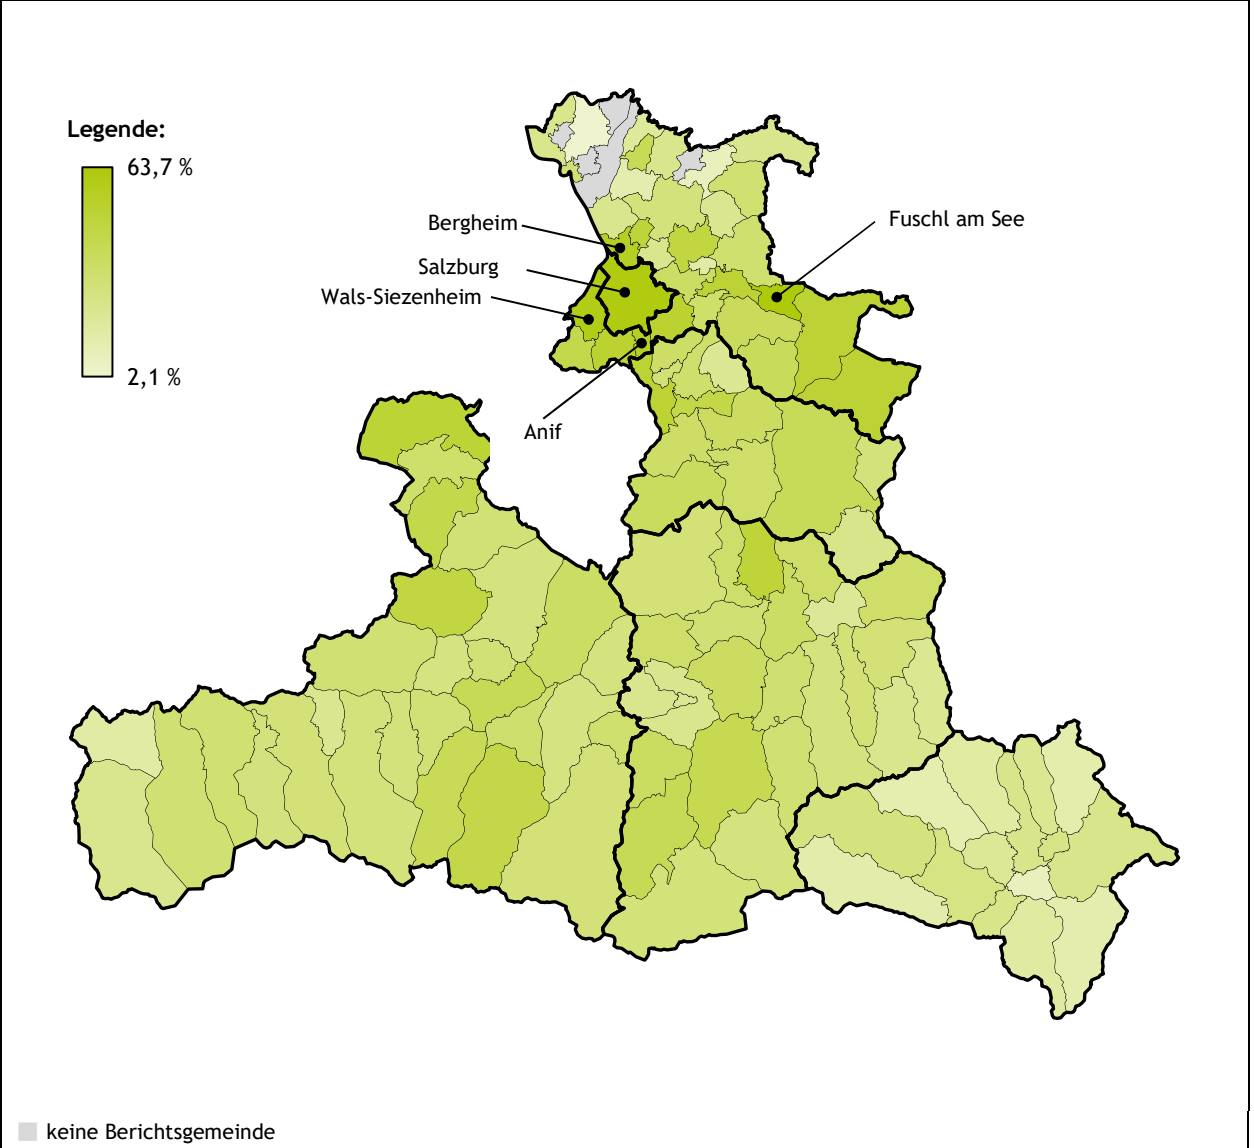 Legende:
63,7 %
2,1 %
Bergheim
Salzburg
Wals-Siezenheim
Fuschl am See
Anif
keine Berichtsgemeinde